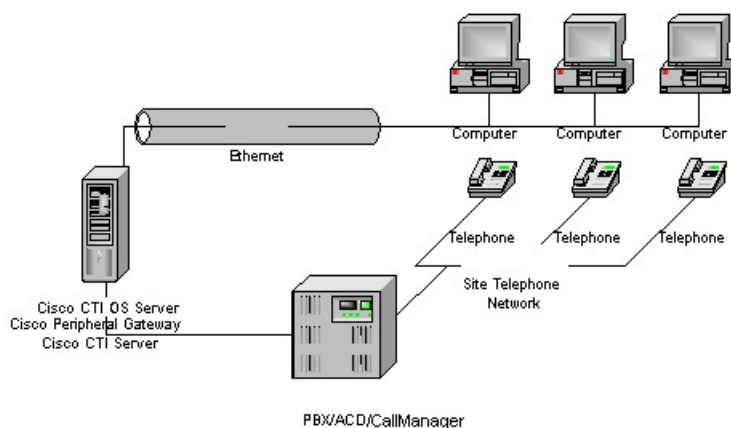 Computer
Computer
Computer
Ethernet
Telephone
Telephone
Telephone
Site Telephone
Network
Cisco CTI OS Server
Cisco Peripheral Gateway
Cisco CTI Server
PBX/ACD/CallManager